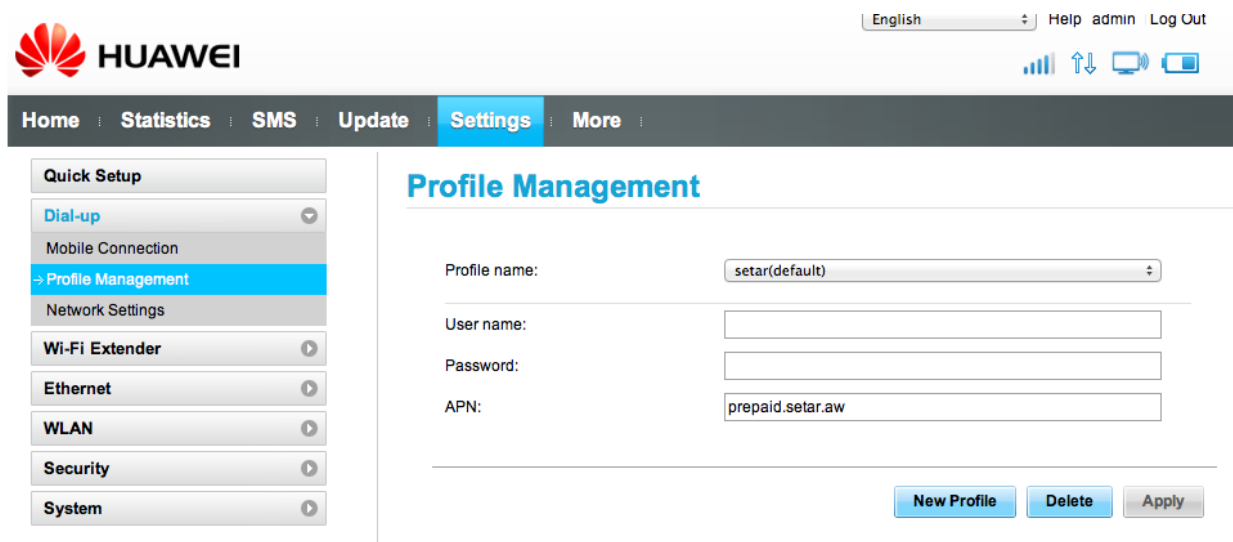 English Help admin Log Out
HUAWEI
Home Statistics SMS Update Settings More
Quick Setup
Dial-up
Mobile Connection
Profile Management
Network Settings
Wi-Fi Extender
Ethernet
WLAN
Security
System
Profile Management
Profile name: setar(default)
User name:
Password:
APN: prepaid.setar.aw
New Profile Delete Apply